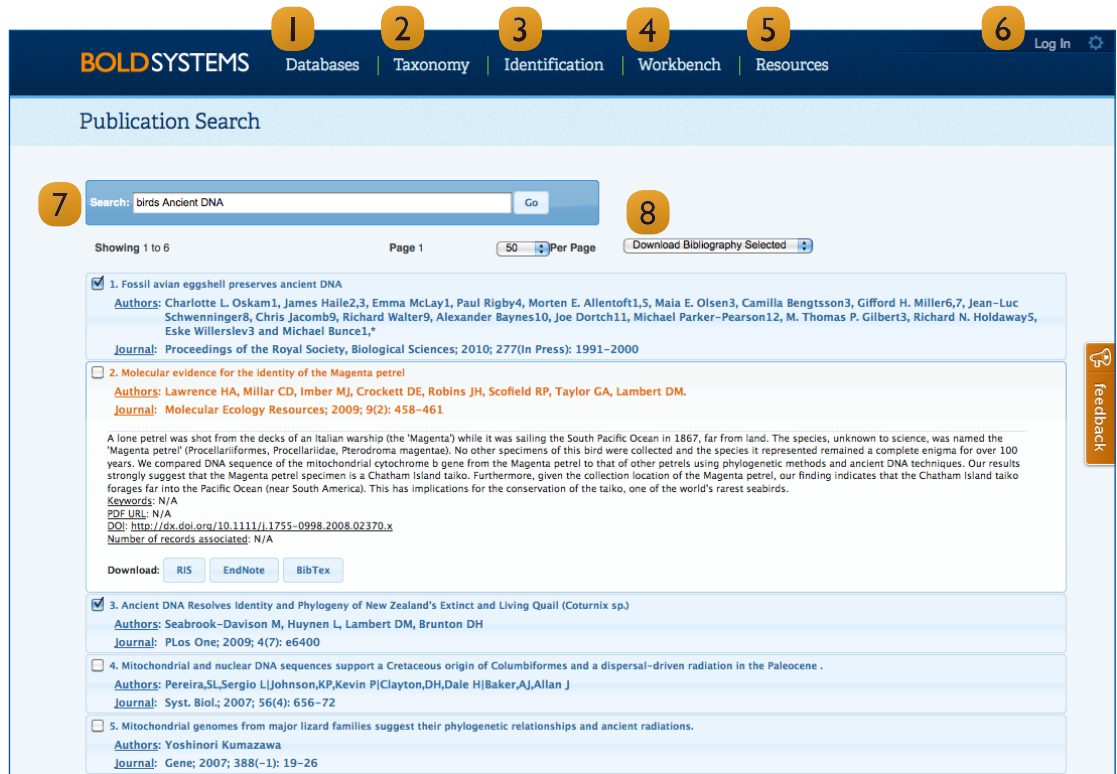 1 2 3 4 5 6
Log In
BOLDSYSTEMS Databases Taxonomy Identification Workbench Resources
Publication Search
7 Search: birds Ancient DNA Go
8
Showing 1 to 6 Page 1 50 Per Page Download Bibliography Selected
1. Fossil avian eggshell preserves ancient DNA
Authors: Charlotte L. Oskam1, James Haile2,3, Emma McLay1, Paul Rigby4, Morten E. Allentoft1,5, Maia E. Olsen3, Camilla Bengtsson3, Gifford H. Miller6,7, Jean-Luc
Schwenninger8, Chris Jacomb9, Richard Walter9, Alexander Baynes10, Joe Dortch11, Michael Parker-Pearson12, M. Thomas P. Gilbert3, Richard N. Holdaway5,
Eske Willerslev3 and Michael Bunce1,*
Journal: Proceedings of the Royal Society, Biological Sciences; 2010; 277(In Press): 1991-2000
2. Molecular evidence for the identity of the Magenta petrel
Authors: Lawrence HA, Millar CD, Imber MJ, Crockett DE, Robins JH, Scofield RP, Taylor GA, Lambert DM.
Journal: Molecular Ecology Resources; 2009; 9(2): 458-461
feedback
A lone petrel was shot from the decks of an Italian warship (the 'Magenta') while it was sailing the South Pacific Ocean in 1867, far from land. The species, unknown to science, was named the
'Magenta petrel' (Procellariiformes, Procellariidae, Pterodroma magentae). No other specimens of this bird were collected and the species it represented remained a complete enigma for over 100
years. We compared DNA sequence of the mitochondrial cytochrome b gene from the Magenta petrel to that of other petrels using phylogenetic methods and ancient DNA techniques. Our results
strongly suggest that the Magenta petrel specimen is a Chatham Island taiko. Furthermore, given the collection location of the Magenta petrel, our finding indicates that the Chatham Island taiko
forages far into the Pacific Ocean (near South America). This has implications for the conservation of the taiko, one of the world's rarest seabirds.
Keywords: N/A
PDF URL: N/A
DOI: http://dx.doi.org/10.1111/j.1755-0998.2008.02370.x
Number of records associated: N/A
Download: RIS EndNote BibTex
3. Ancient DNA Resolves Identity and Phylogeny of New Zealand's Extinct and Living Quail (Coturnix sp.)
Authors: Seabrook-Davison M, Huynen L, Lambert DM, Brunton DH
Journal: PLos One; 2009; 4(7): e6400
4. Mitochondrial and nuclear DNA sequences support a Cretaceous origin of Columbiformes and a dispersal-driven radiation in the Paleocene .
Authors: Pereira,SL,Sergio L|Johnson,KP,Kevin P|Clayton,DH,Dale H|Baker,AJ,Allan J
Journal: Syst. Biol.; 2007; 56(4): 656-72
5. Mitochondrial genomes from major lizard families suggest their phylogenetic relationships and ancient radiations.
Authors: Yoshinori Kumazawa
Journal: Gene; 2007; 388(-1): 19-26